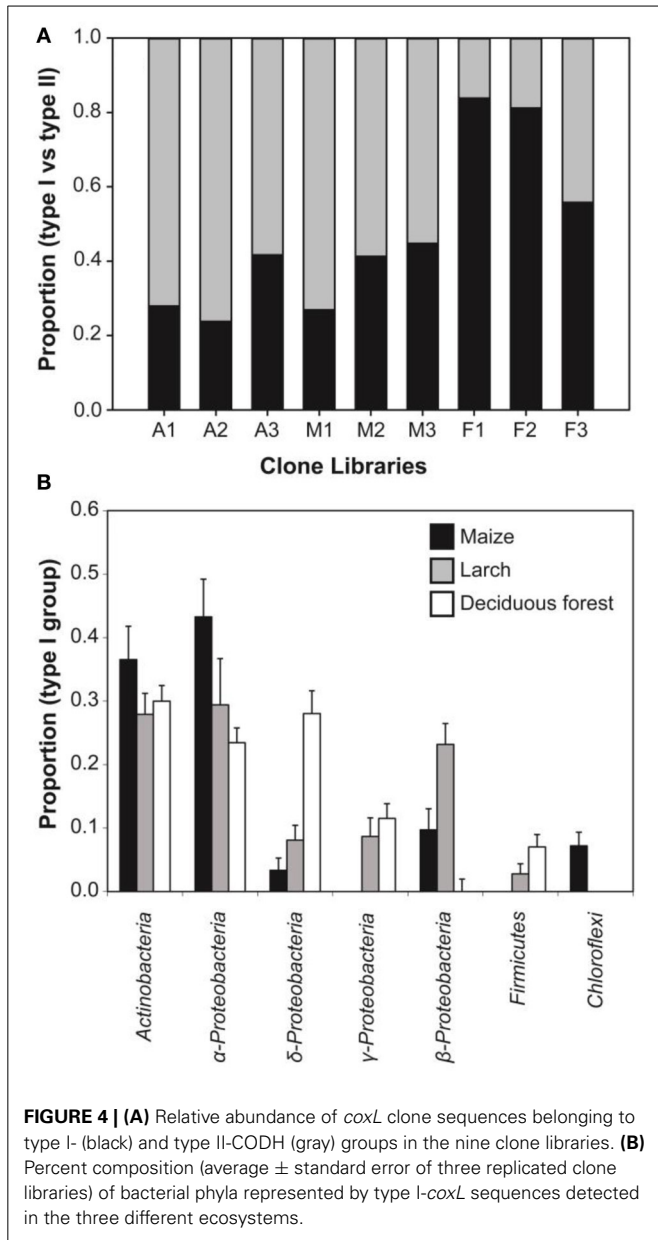 A
Proportion (type I vs type II)
1.0
0.8
0.6
0.4
0.2
0.0
A1 A2 A3 M1 M2 M3 F1 F2 F3
Clone Libraries
B
Proportion (type I group)
0.6
0.5
0.4
0.3
0.2
0.1
0.0
Maize
Larch
Deciduous forest
Actinobacteria
α-Proteobacteria
δ-Proteobacteria
γ-Proteobacteria
β-Proteobacteria
Firmicutes
Chloroflexi
FIGURE 4 | (A) Relative abundance of coxL clone sequences belonging to
type I- (black) and type II-CODH (gray) groups in the nine clone libraries. (B)
Percent composition (average ± standard error of three replicated clone
libraries) of bacterial phyla represented by type I-coxL sequences detected
in the three different ecosystems.